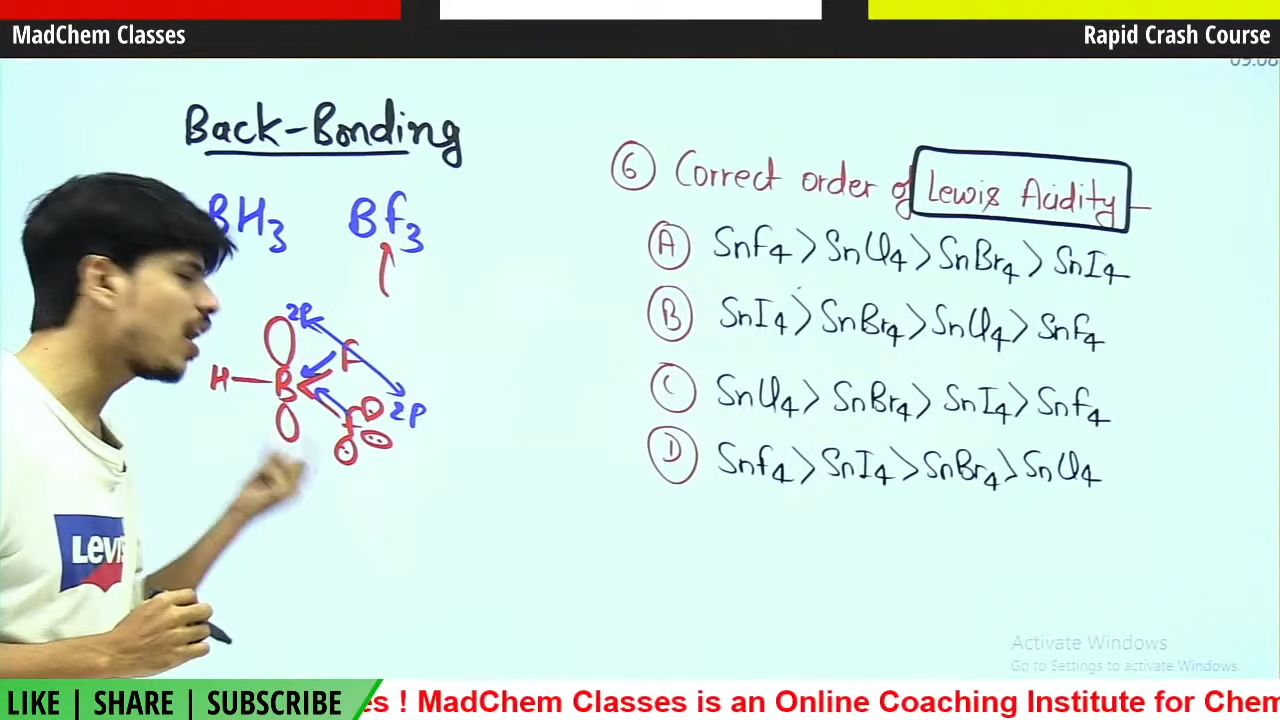 MadChem Classes
Rapid Crash Course
Back-Bonding
BH3 Bf3
2P
H B F
f 2P
6 Correct order of Lewis Acidity
A Snf4 > SnCl4 > SnBr4 > SnI4
B SnI4 > SnBr4 > SnCl4 > Snf4
C SnCl4 > SnBr4 > SnI4 > Snf4
D Snf4 > SnI4 > SnBr4 > SnCl4
LEVI'S
Activate Windows
Go to Settings to activate Windows.
LIKE | SHARE | SUBSCRIBE
es ! MadChem Classes is an Online Coaching Institute for Chem